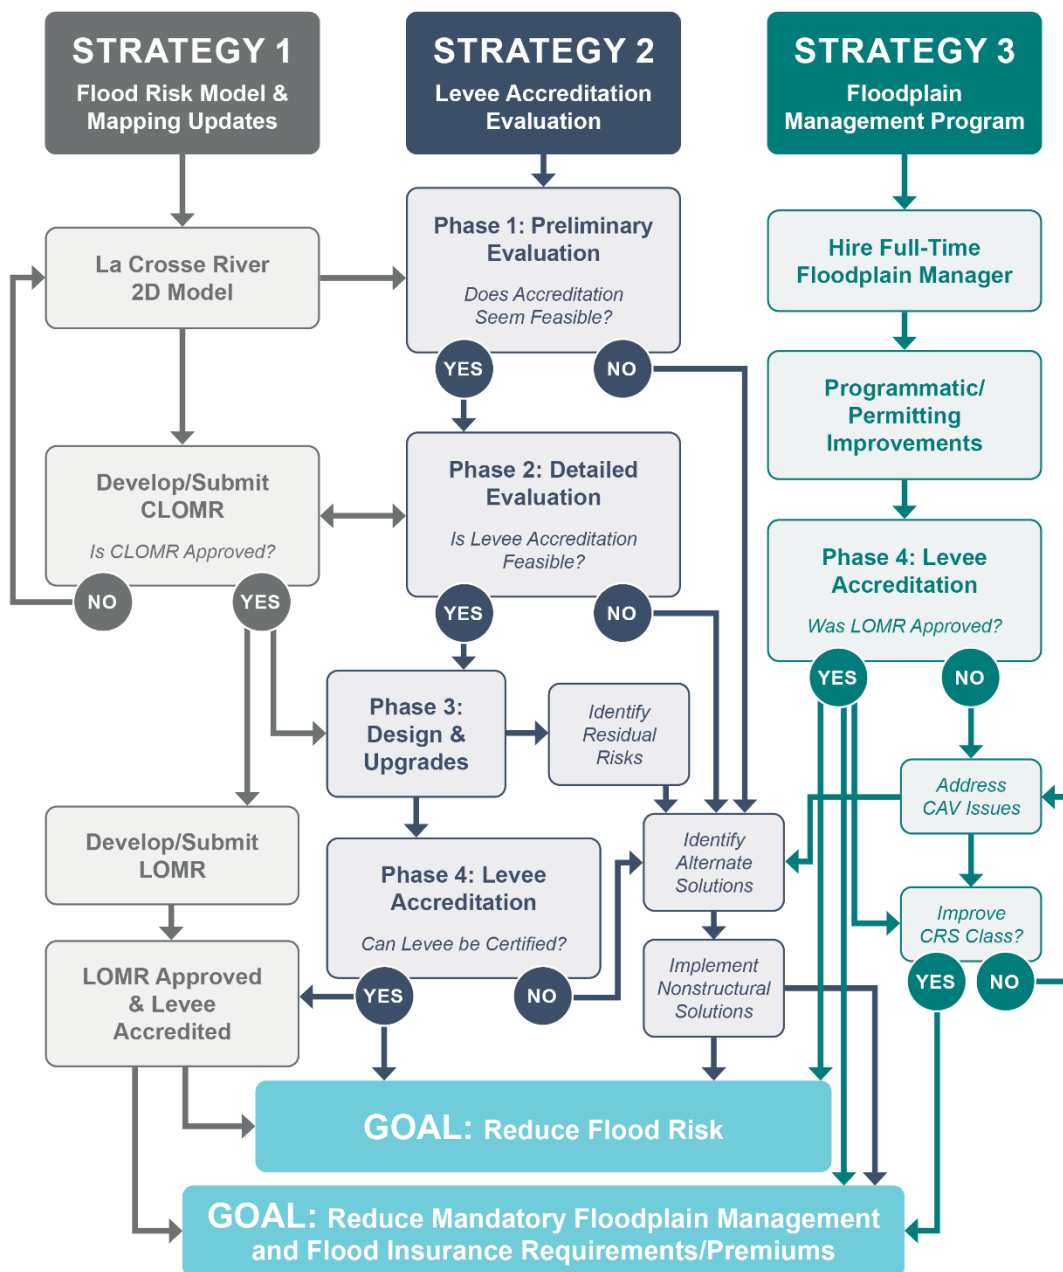 STRATEGY 1
Flood Risk Model &
Mapping Updates
STRATEGY 2
Levee Accreditation
Evaluation
STRATEGY 3
Floodplain
Management Program
La Crosse River
2D Model
Phase 1: Preliminary
Evaluation
Does Accreditation
Seem Feasible?
YES
NO
Hire Full-Time
Floodplain Manager
Programmatic/
Permitting
Improvements
Develop/Submit
CLOMR
Is CLOMR Approved?
NO
YES
Phase 2: Detailed
Evaluation
Is Levee Accreditation
Feasible?
YES
NO
Phase 4: Levee
Accreditation
Was LOMR Approved?
YES
NO
Phase 3:
Design &
Upgrades
Identify
Residual
Risks
Address
CAV Issues
Develop/Submit
LOMR
Phase 4: Levee
Accreditation
Can Levee be Certified?
YES
NO
Identify
Alternate
Solutions
Improve
CRS Class?
YES
NO
LOMR Approved
& Levee
Accredited
Implement
Nonstructural
Solutions
GOAL: Reduce Flood Risk
GOAL: Reduce Mandatory Floodplain Management
and Flood Insurance Requirements/Premiums